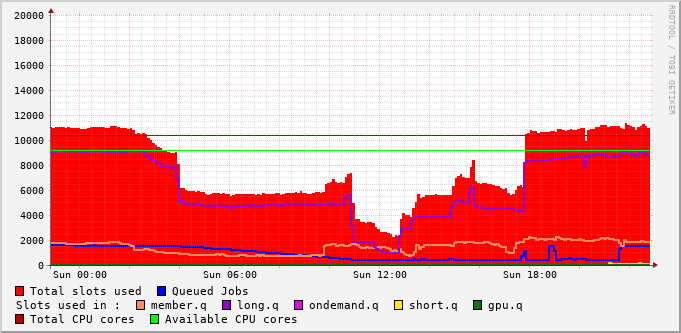 RRDTOOL / TOBI OETIKER
20000
18000
16000
14000
12000
10000
8000
6000
4000
2000
0
Sun 00:00 Sun 06:00 Sun 12:00 Sun 18:00
Total slots used Queued Jobs
Slots used in : member.q long.q ondemand.q short.q gpu.q
Total CPU cores Available CPU cores